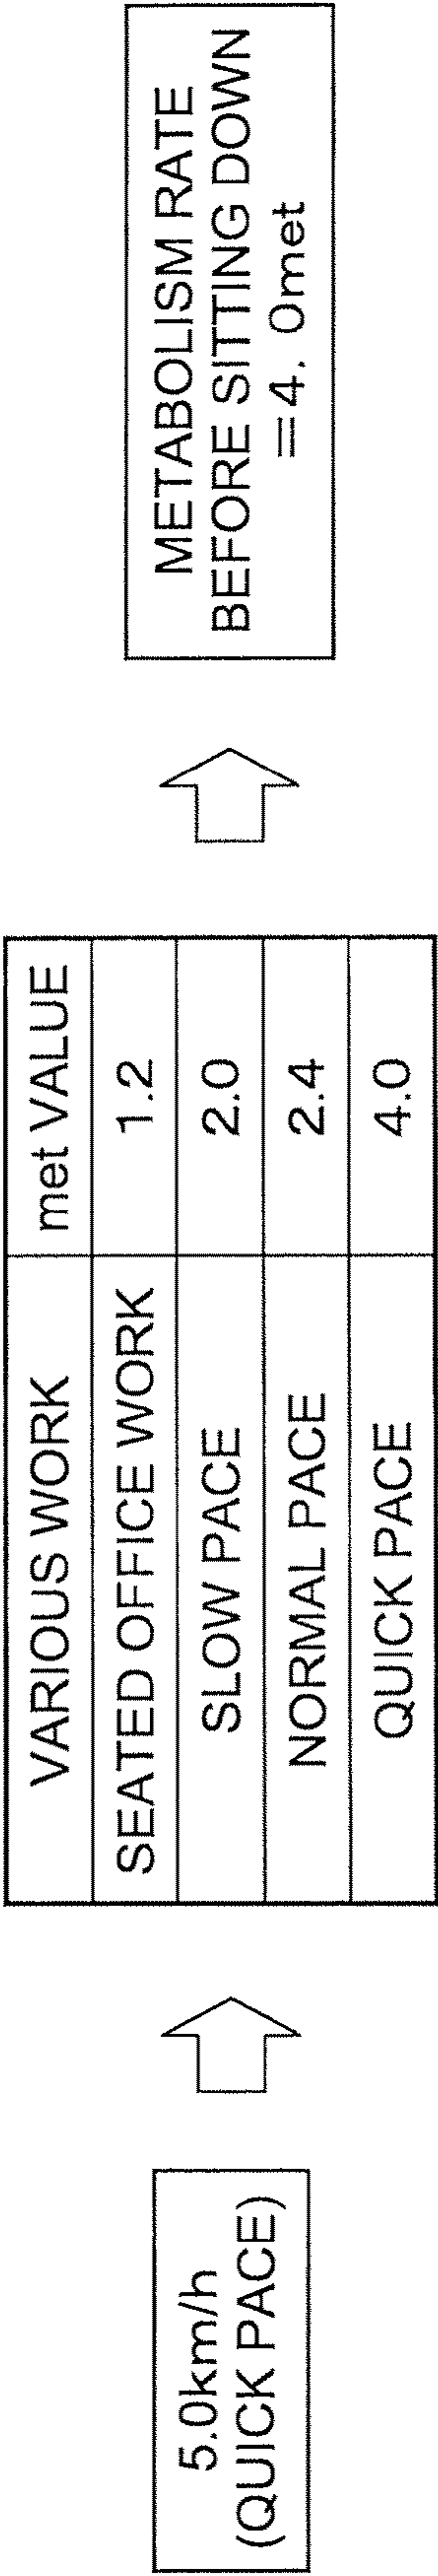 5.0km/h
(QUICK PACE)
VARIOUS WORK met VALUE
SEATED OFFICE WORK 1.2
SLOW PACE 2.0
NORMAL PACE 2.4
QUICK PACE 4.0
METABOLISM RATE
BEFORE SITTING DOWN
=4. 0met